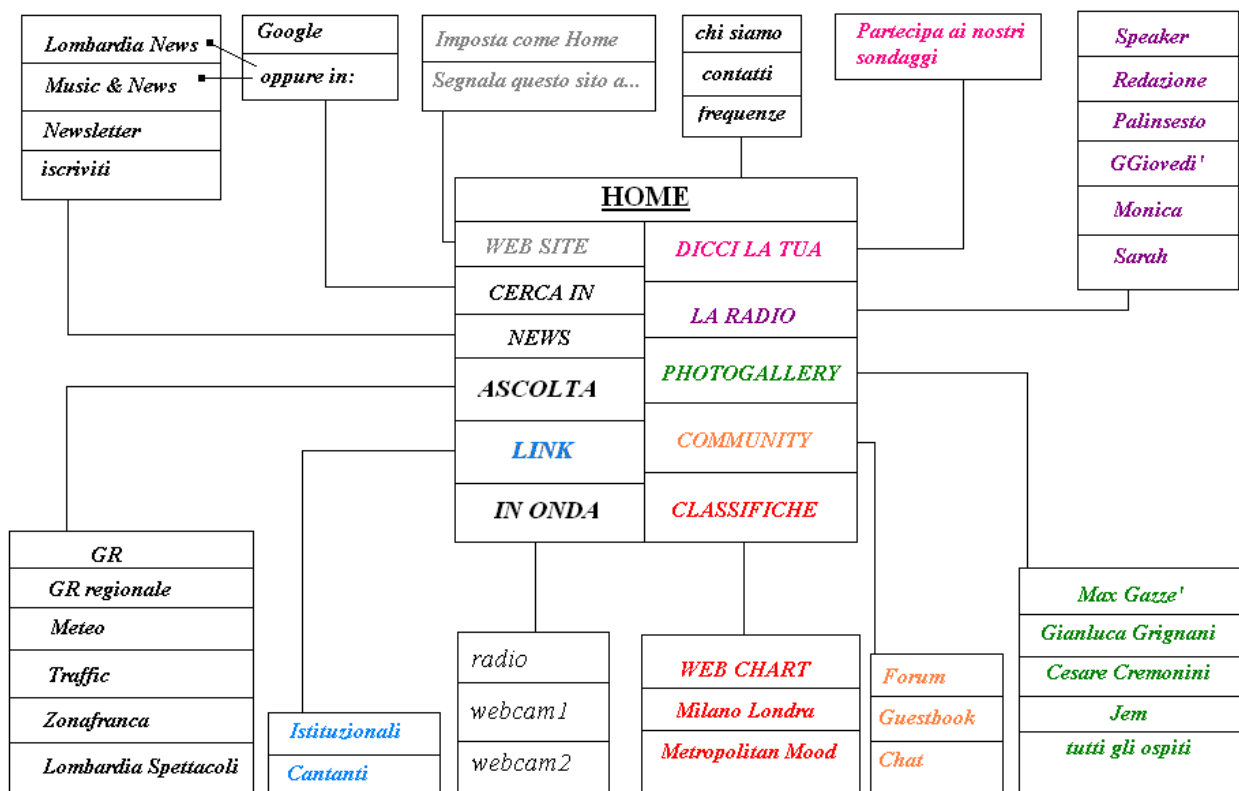 Lombardia News
Music & News
Newsletter
iscriviti
Google
oppure in:
Imposta come Home
Segnala questo sito a...
chi siamo
contatti
frequenze
Partecipa ai nostri
sondaggi
Speaker
Redazione
Palinsesto
GGiovedi'
Monica
Sarah
HOME
WEB SITE
CERCA IN
NEWS
ASCOLTA
LINK
IN ONDA
DICCI LA TUA
LA RADIO
PHOTOGALLERY
COMMUNITY
CLASSIFICHE
GR
GR regionale
Meteo
Traffic
Zonafranca
Lombardia Spettacoli
Istituzionali
Cantanti
radio
webcam1
webcam2
WEB CHART
Milano Londra
Metropolitan Mood
Forum
Guestbook
Chat
Max Gazze'
Gianluca Grignani
Cesare Cremonini
Jem
tutti gli ospiti